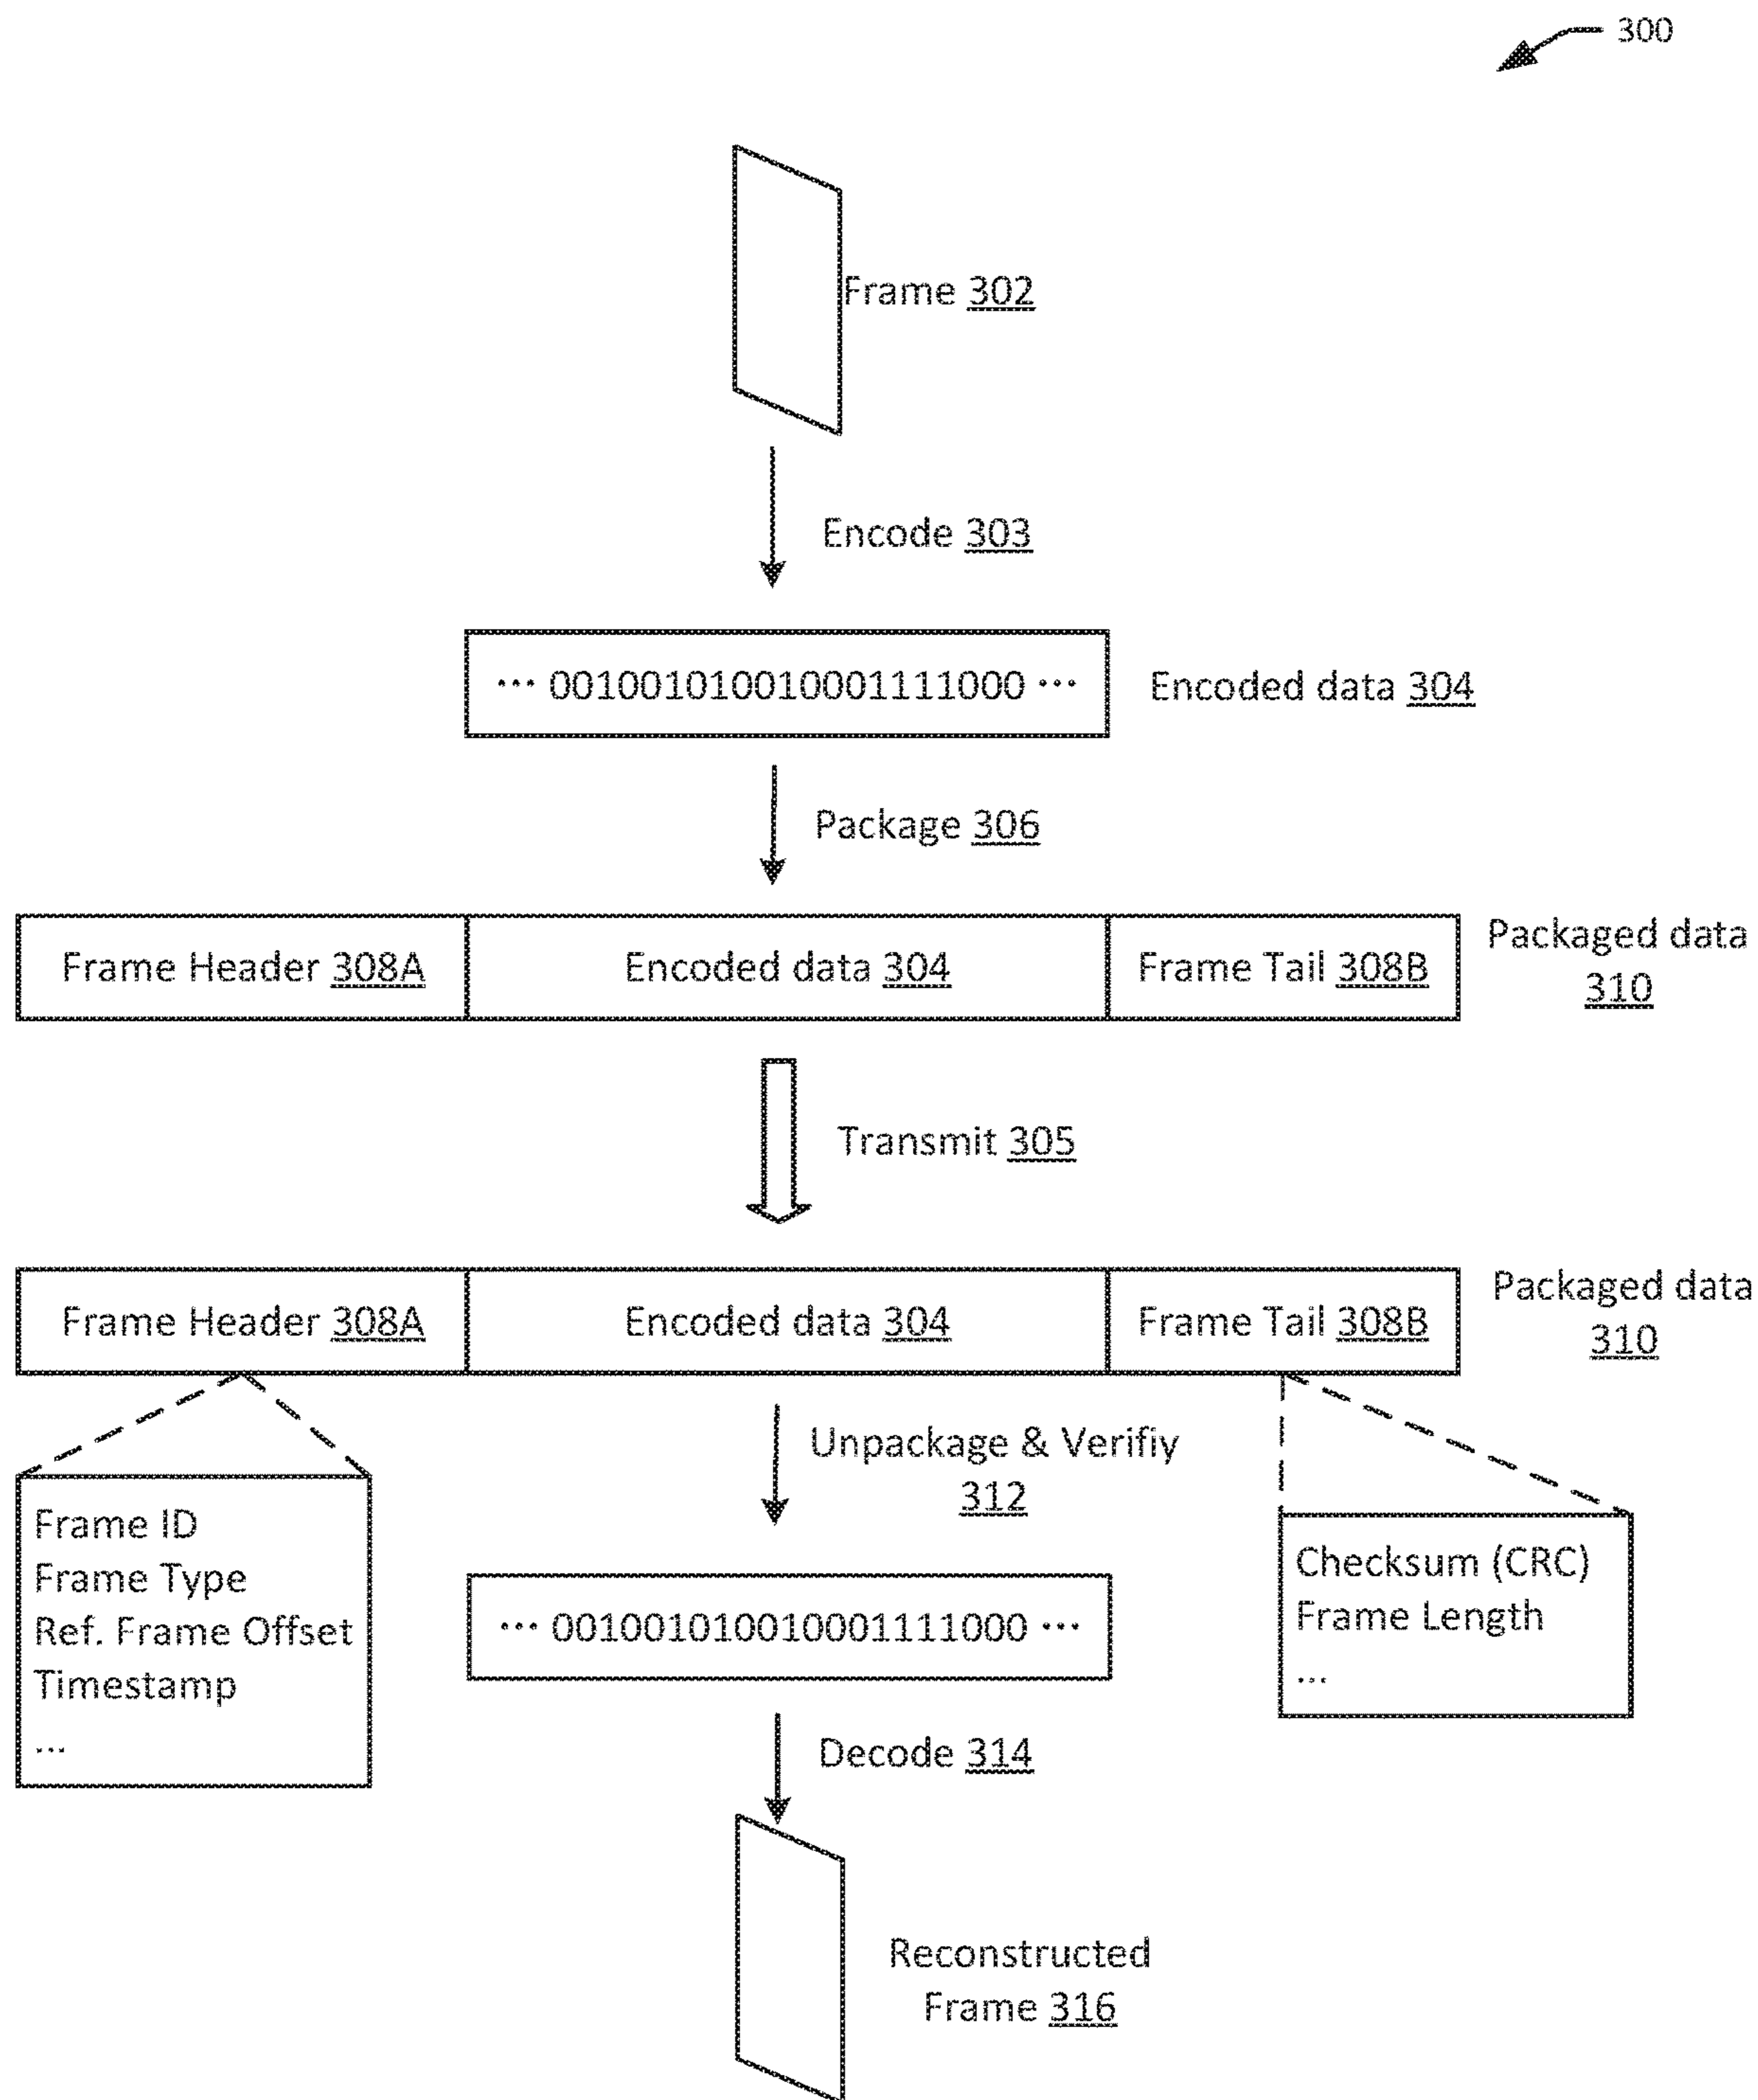 300
Frame 302
Encode 303
··· 001001010010001111000 ···
Encoded data 304
Package 306
Frame Header 308A
Encoded data 304
Frame Tail 308B
Packaged data
310
Transmit 305
Frame Header 308A
Encoded data 304
Frame Tail 308B
Packaged data
310
Unpackage & Verifiy
312
Frame ID
Frame Type
Ref. Frame Offset
Timestamp
...
··· 001001010010001111000 ···
Checksum (CRC)
Frame Length
...
Decode 314
Reconstructed
Frame 316